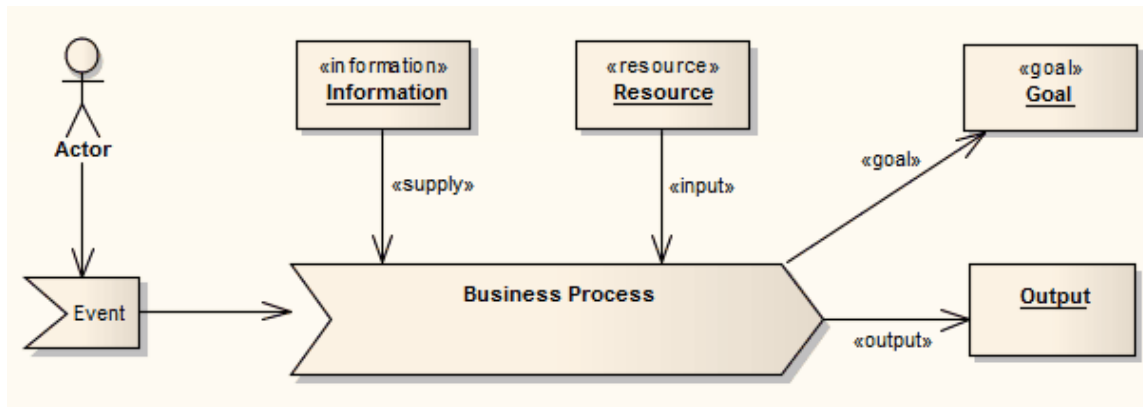 «information»
Information
«resource»
Resource
«goal»
Goal
Actor
«supply»
«input»
«goal»
Event
Business Process
Output
«output»